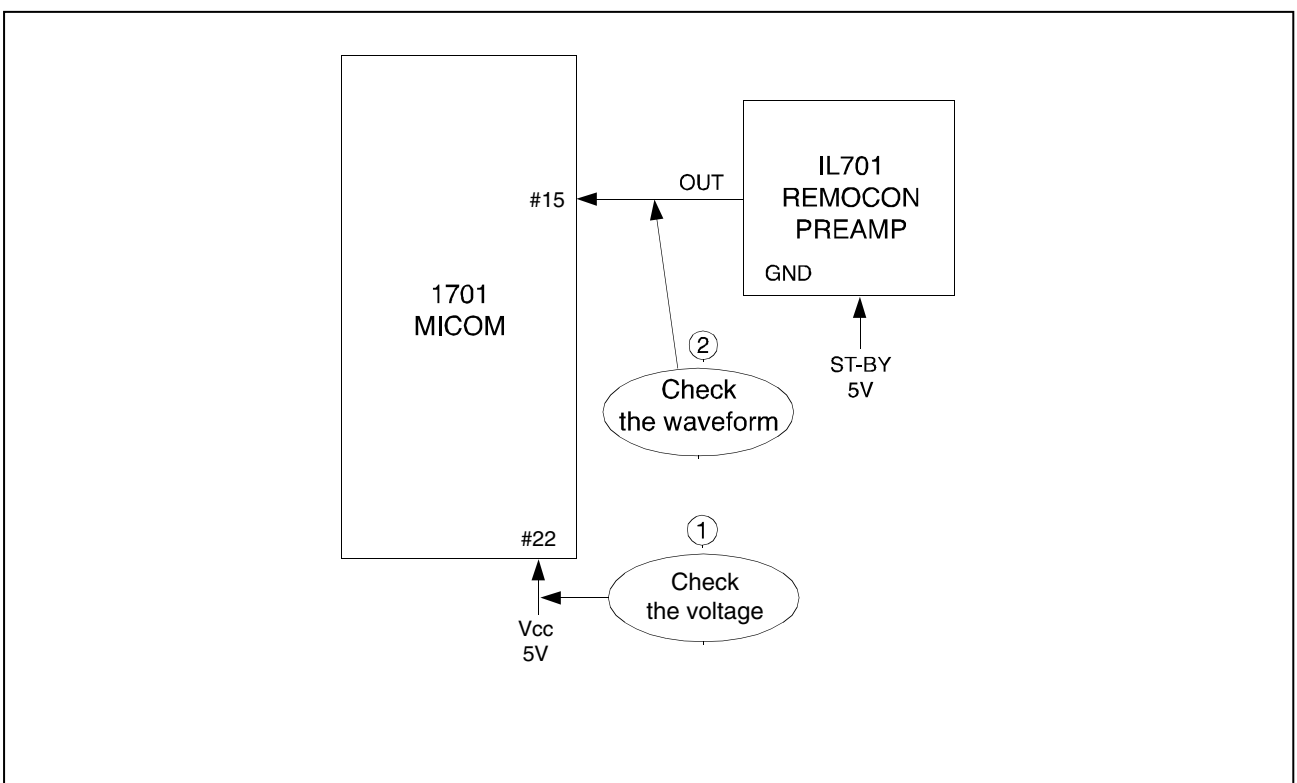 IL701
REMOCON
PREAMP
GND
OUT
#15
1701
MICOM
2
Check
the waveform
ST-BY
5V
#22
1
Check
the voltage
Vcc
5V